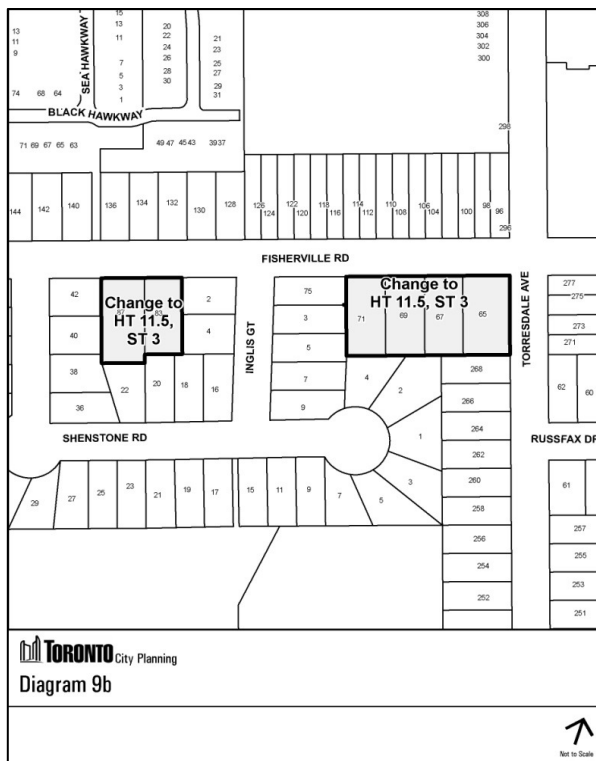 15
13
11
7
5
3
1
20
22
24
26
28
30
21
23
25
27
29
31
308
306
304
302
300
13
11
9
74 68 64
SEA HAWKWAY
BLACK HAWKWAY
71 69 67 65 63
49 47 45 43 39 37
298
144 142 140 136 134 132 130 128 126 124 122 120 118 116 114 112 110 108 106 104 100 98 96
296
FISHERVILLE RD
42
40
38
36
87 83
Change to
HT 11.5,
ST 3
2
4
22 20 18 16
INGLIS GT
75
3
5
7
9
Change to
HT 11.5, ST 3
71 69 67 65
TORRESDALE AVE
277
275
273
271
62 60
4 2
1
3
5
7
268
266
264
262
260
258
256
254
252
SHENSTONE RD
RUSSFAX DR
29 27 25 23 21 19 17 15 11 9
61
257
255
253
251
TORONTO City Planning
Diagram 9b
Not to Scale